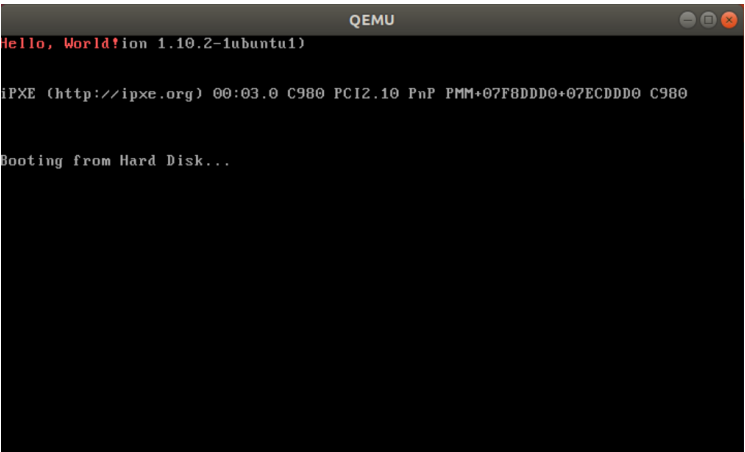 QEMU
Hello, World!ion 1.10.2-1ubuntu1)
iPXE (http://ipxe.org) 00:03.0 C980 PCI2.10 PnP PMM+07F8DDD0+07ECDDD0 C980
Booting from Hard Disk...